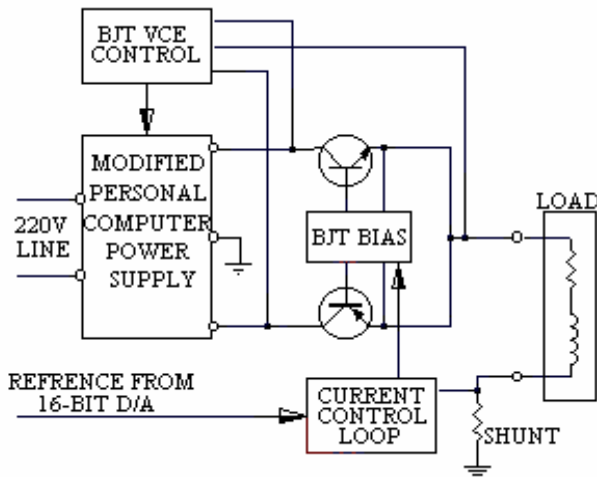 BJT VCE
CONTROL
MODIFIED
PERSONAL
COMPUTER
POWER
SUPPLY
220V
LINE
BJT BIAS
LOAD
REFRENCE FROM
16-BIT D/A
CURRENT
CONTROL
LOOP
SHUNT